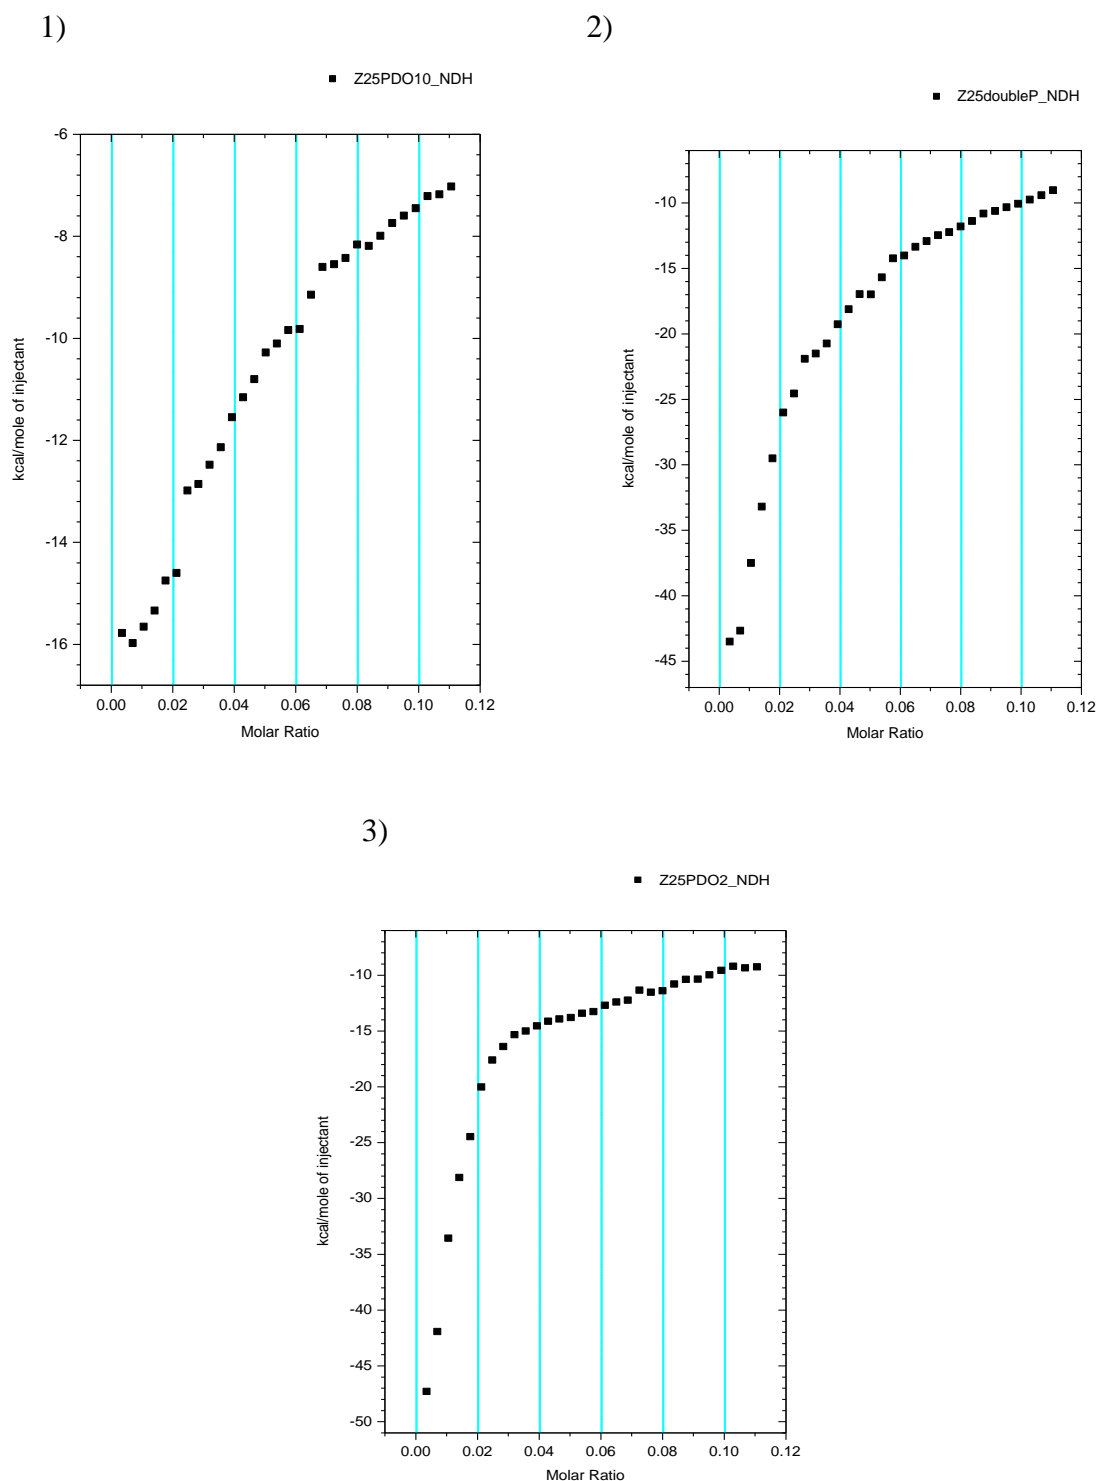 1)
Z25PDO10_NDH
-6
-8
-10
-12
-14
-16
kcal/mole of injectant
0.00 0.02 0.04 0.06 0.08 0.10 0.12
Molar Ratio
2)
Z25doubleP_NDH
-10
-15
-20
-25
-30
-35
-40
-45
kcal/mole of injectant
0.00 0.02 0.04 0.06 0.08 0.10 0.12
Molar Ratio
3)
Z25PDO2_NDH
-10
-15
-20
-25
-30
-35
-40
-45
-50
kcal/mole of injectant
0.00 0.02 0.04 0.06 0.08 0.10 0.12
Molar Ratio